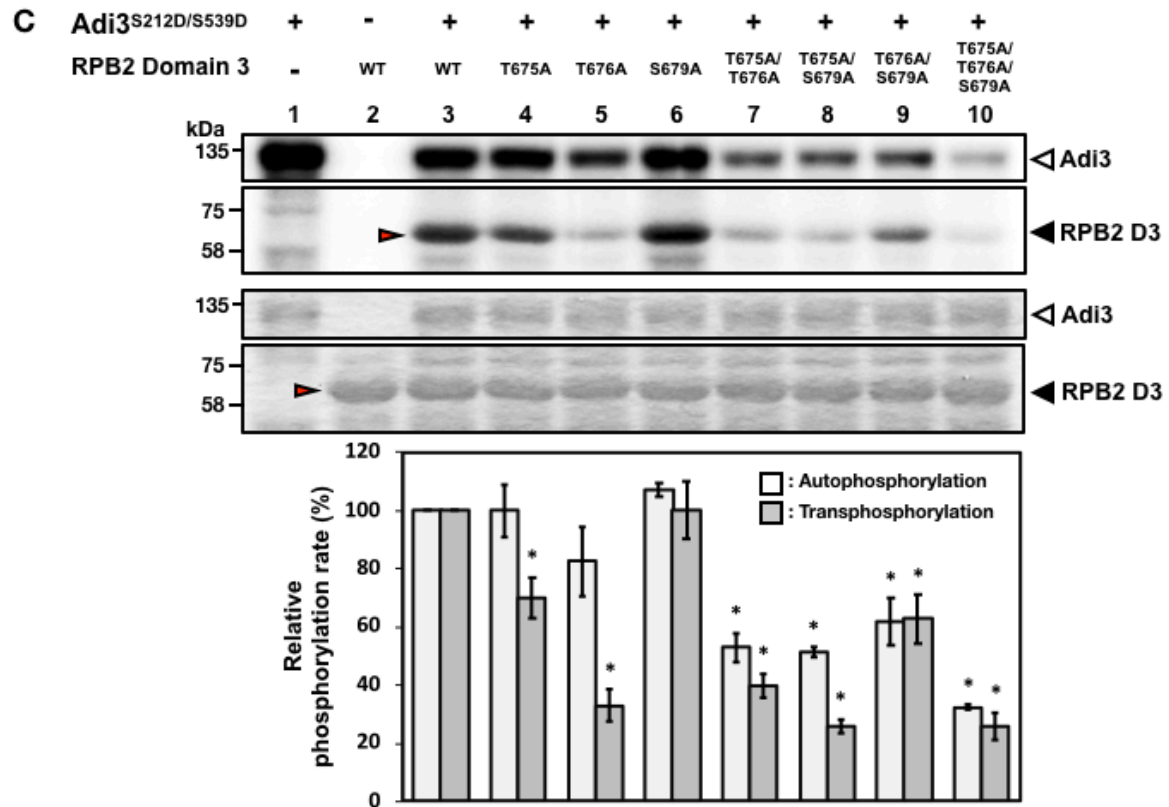 C Adi3S212D/S539D + - + + + + + + + +
RPB2 Domain 3 - WT WT T675A T676A S679A T675A/ T676A T675A/ S679A T676A/ S679A T675A/ T676A/ S679A
kDa 1 2 3 4 5 6 7 8 9 10
135 Adi3
75
58 RPB2 D3
135 Adi3
75
58 RPB2 D3
Relative
phosphorylation rate (%)
120
100
80
60
40
20
0
: Autophosphorylation
: Transphosphorylation
* * * * * * * * * *